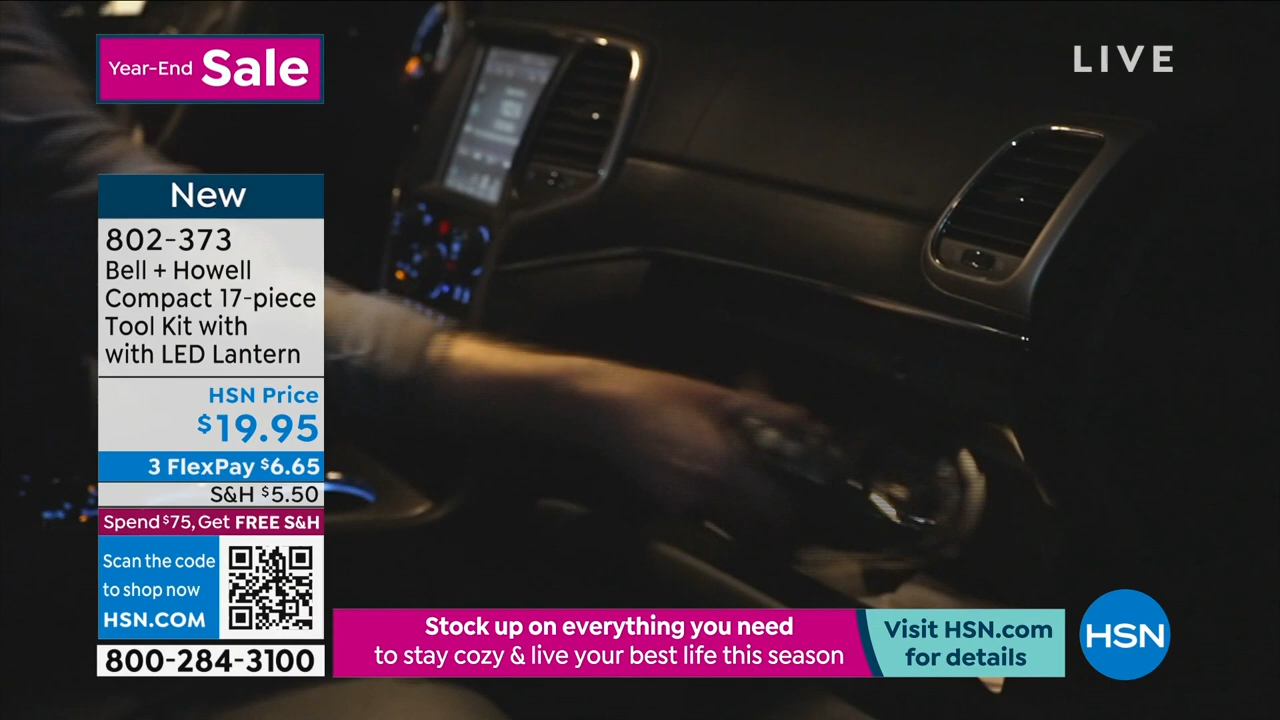 Year-End Sale
LIVE
New
802-373
Bell + Howell
Compact 17-piece
Tool Kit with
with LED Lantern
HSN Price
$19.95
3 FlexPay $6.65
S&H $5.50
Spend $75, Get FREE S&H
Scan the code
to shop now
HSN.COM
800-284-3100
Stock up on everything you need
to stay cozy & live your best life this season
Visit HSN.com
for details
HSN